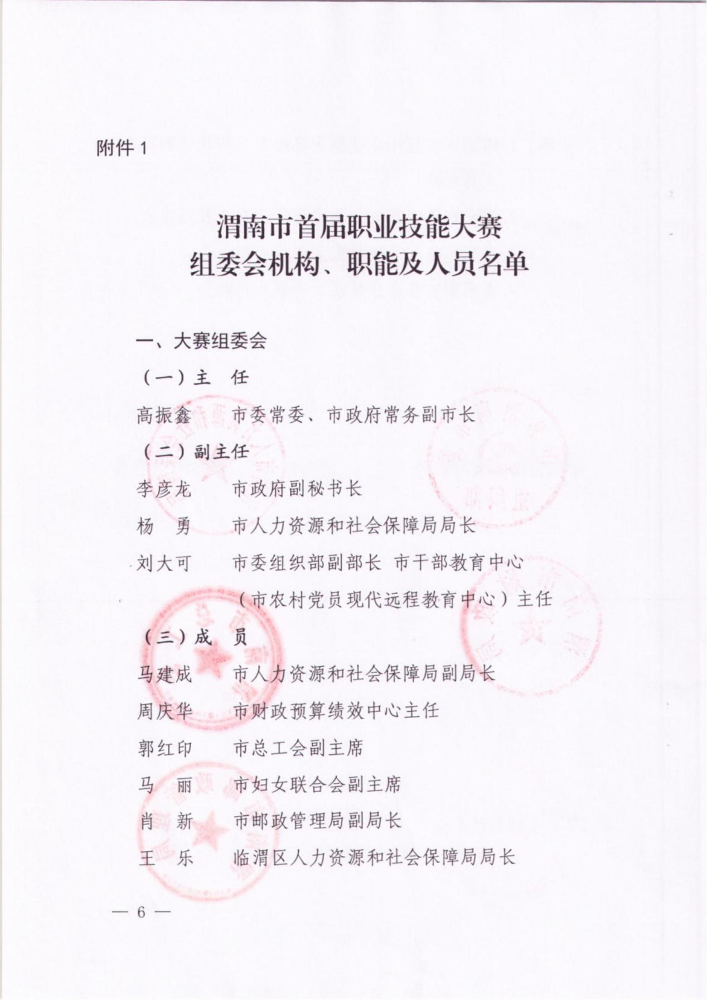 附件1
渭南市首届职业技能大赛
组委会机构、职能及人员名单
一、大赛组委会
（一）主　任
高振鑫　　市委常委、市政府常务副市长
（二）副主任
李彦龙　　市政府副秘书长
杨　勇　　市人力资源和社会保障局局长
刘大可　　市委组织部副部长 市干部教育中心
（市农村党员现代远程教育中心）主任
（三）成　员
马建成　　市人力资源和社会保障局副局长
周庆华　　市财政预算绩效中心主任
郭红印　　市总工会副主席
马　丽　　市妇女联合会副主席
肖　新　　市邮政管理局副局长
王　乐　　临渭区人力资源和社会保障局局长
— 6 —